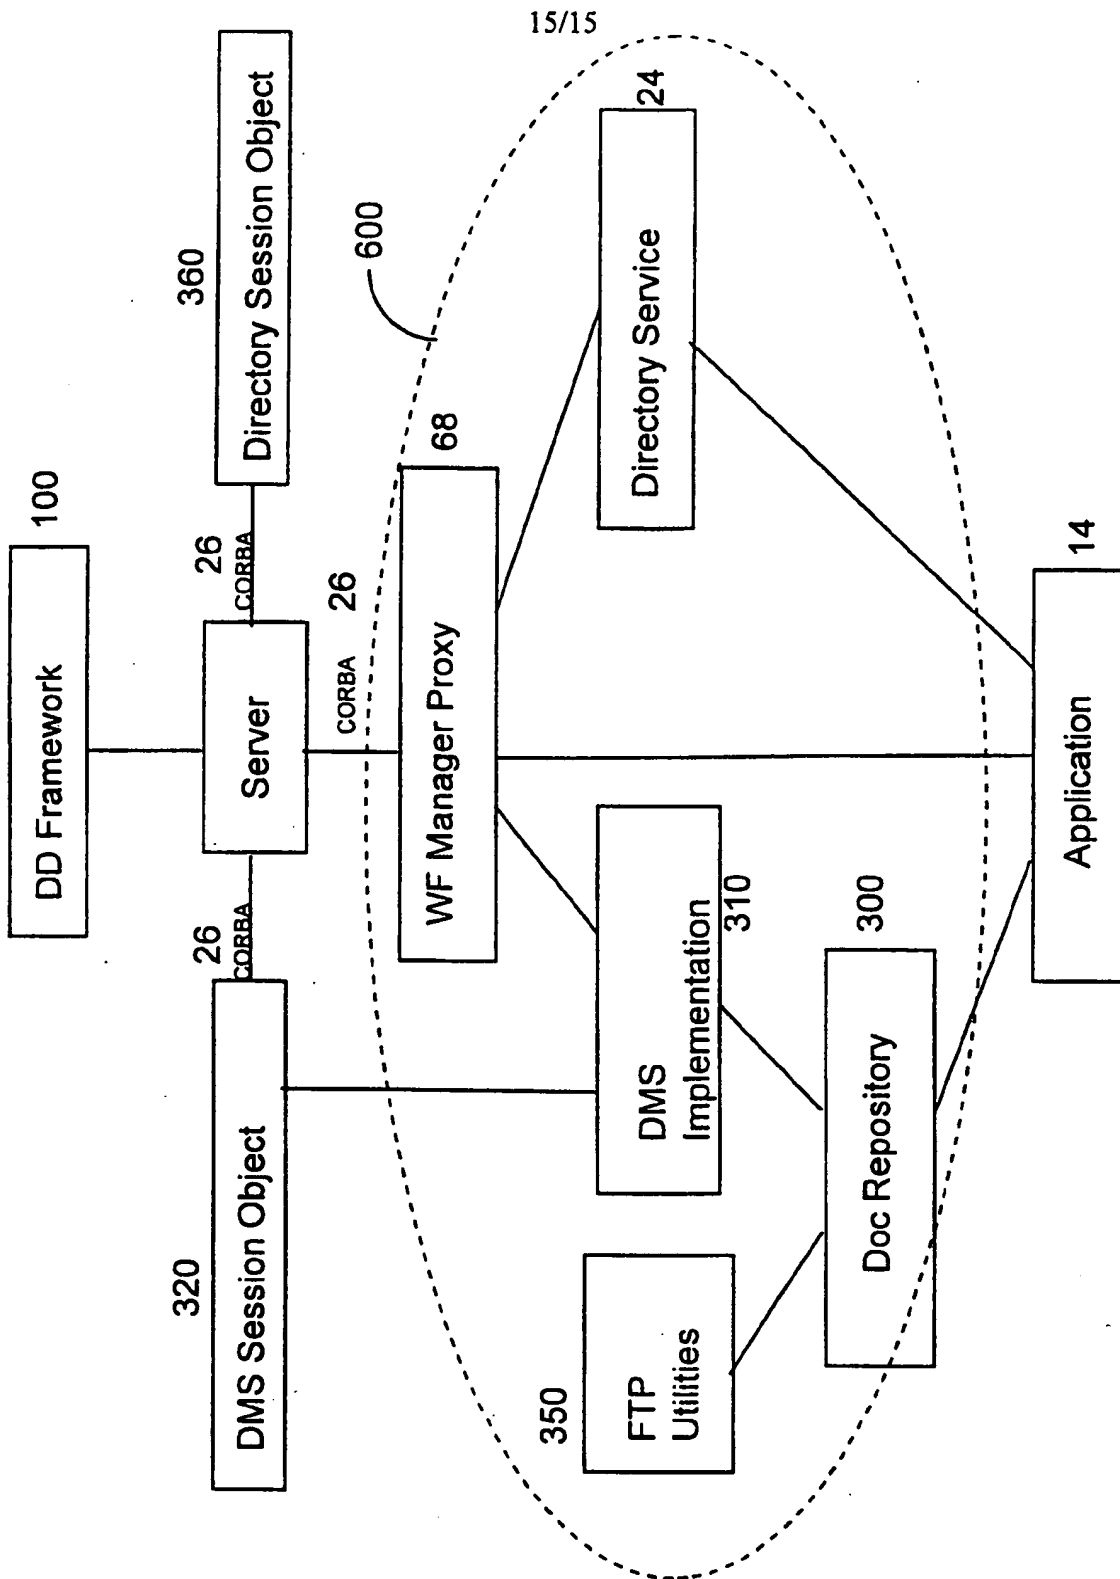 15/15
DD Framework
100
320
DMS Session Object
26
CORBA
Server
26
CORBA
360
Directory Session Object
CORBA
26
600
WF Manager Proxy
68
350
FTP
Utilities
DMS
Implementation
310
Directory Service
24
Doc Repository
300
Application
14